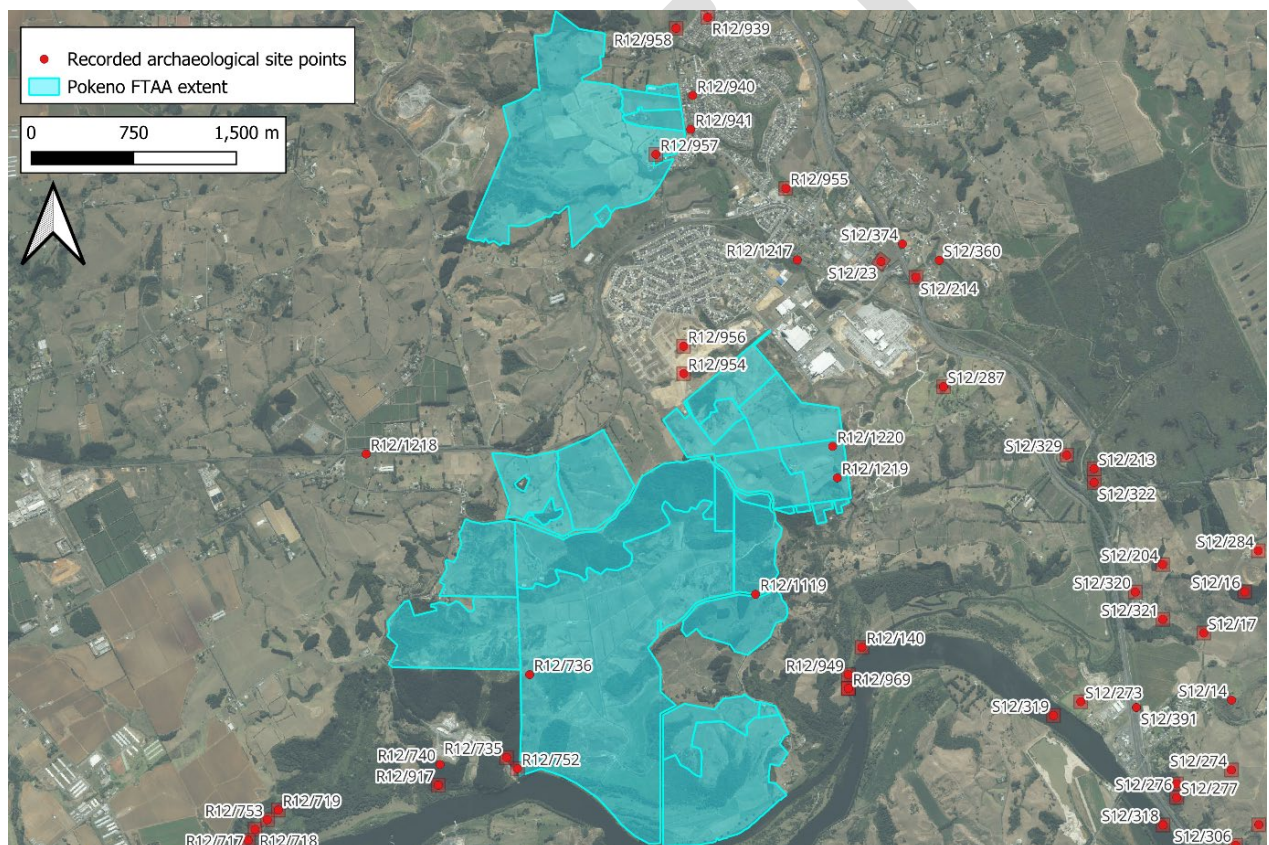 R12/939
R12/958
Recorded archaeological site points
Pokeno FTAA extent
R12/940
0 750 1,500 m
R12/941
R12/957
R12/955
S12/374
R12/1217
S12/360
S12/23
S12/214
R12/956
R12/954
S12/287
R12/1220
R12/1218
S12/329
S12/213
R12/1219
S12/322
S12/284
S12/204
R12/1119
S12/320
S12/16
S12/321
S12/17
R12/140
R12/736
R12/949
R12/969
S12/273
S12/14
S12/319
S12/391
R12/735
R12/740
R12/752
S12/274
R12/917
S12/276
S12/277
R12/719
R12/753
S12/318
R12/717
R12/718
S12/306